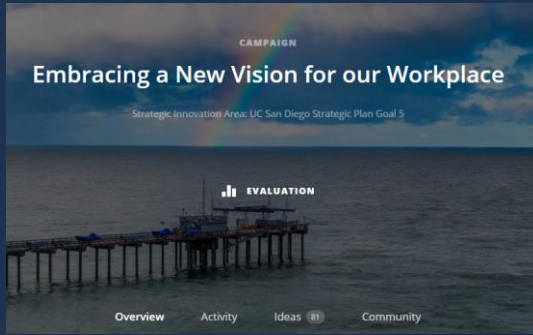 CAMPAIGN
Embracing a New Vision for our Workplace
Strategic Innovation Area: UC San Diego Strategic Plan Goal 5
EVALUATION
Overview Activity Ideas 81 Community